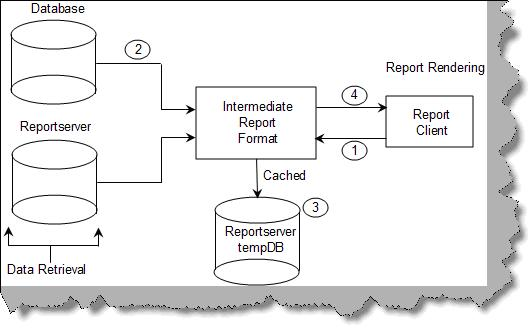 Database
2
Report Rendering
4
Intermediate
Report
Format
Report
Client
Reportserver
1
Cached
3
Reportserver
tempDB
Data Retrieval